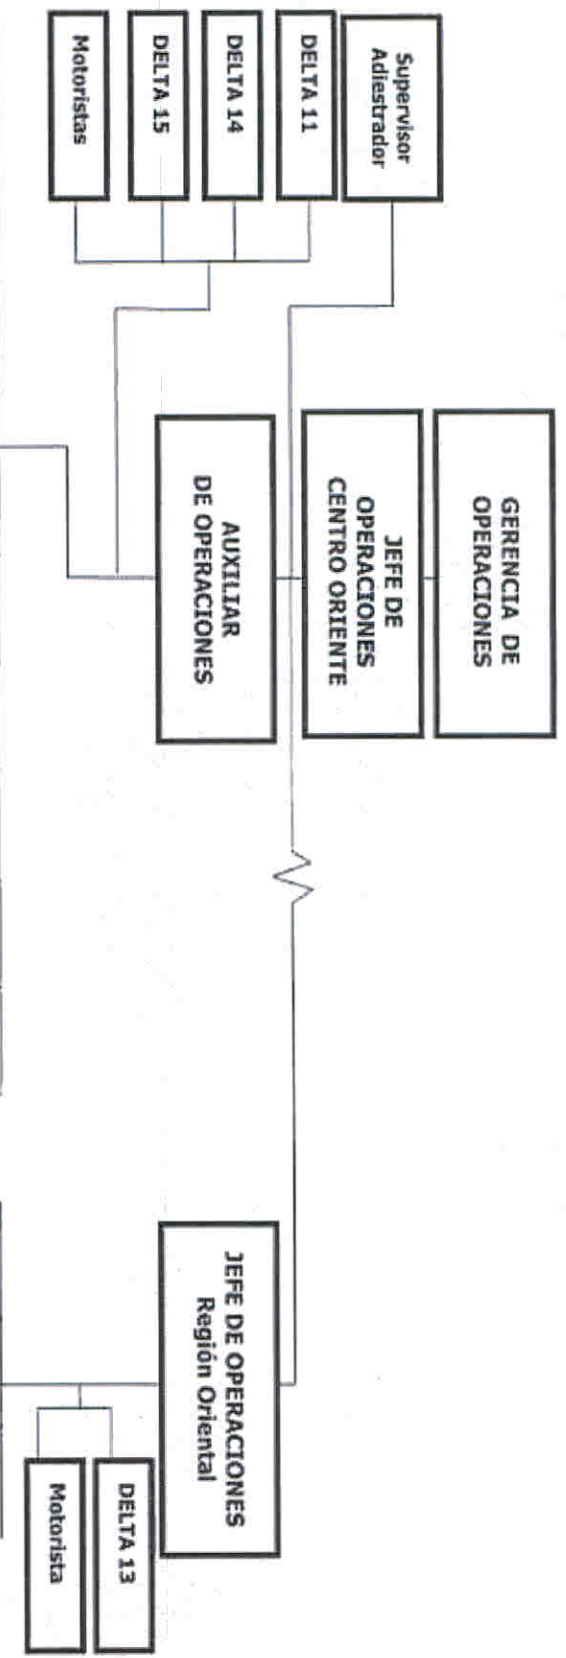 GERENCIA DE
OPERACIONES
JEFE DE
OPERACIONES
CENTRO ORIENTE
Supervisor
Adiestrador
AUXILIAR
DE OPERACIONES
JEFE DE OPERACIONES
Región Oriental
DELTA 11
DELTA 14
DELTA 15
Motoristas
DELTA 13
Motorista